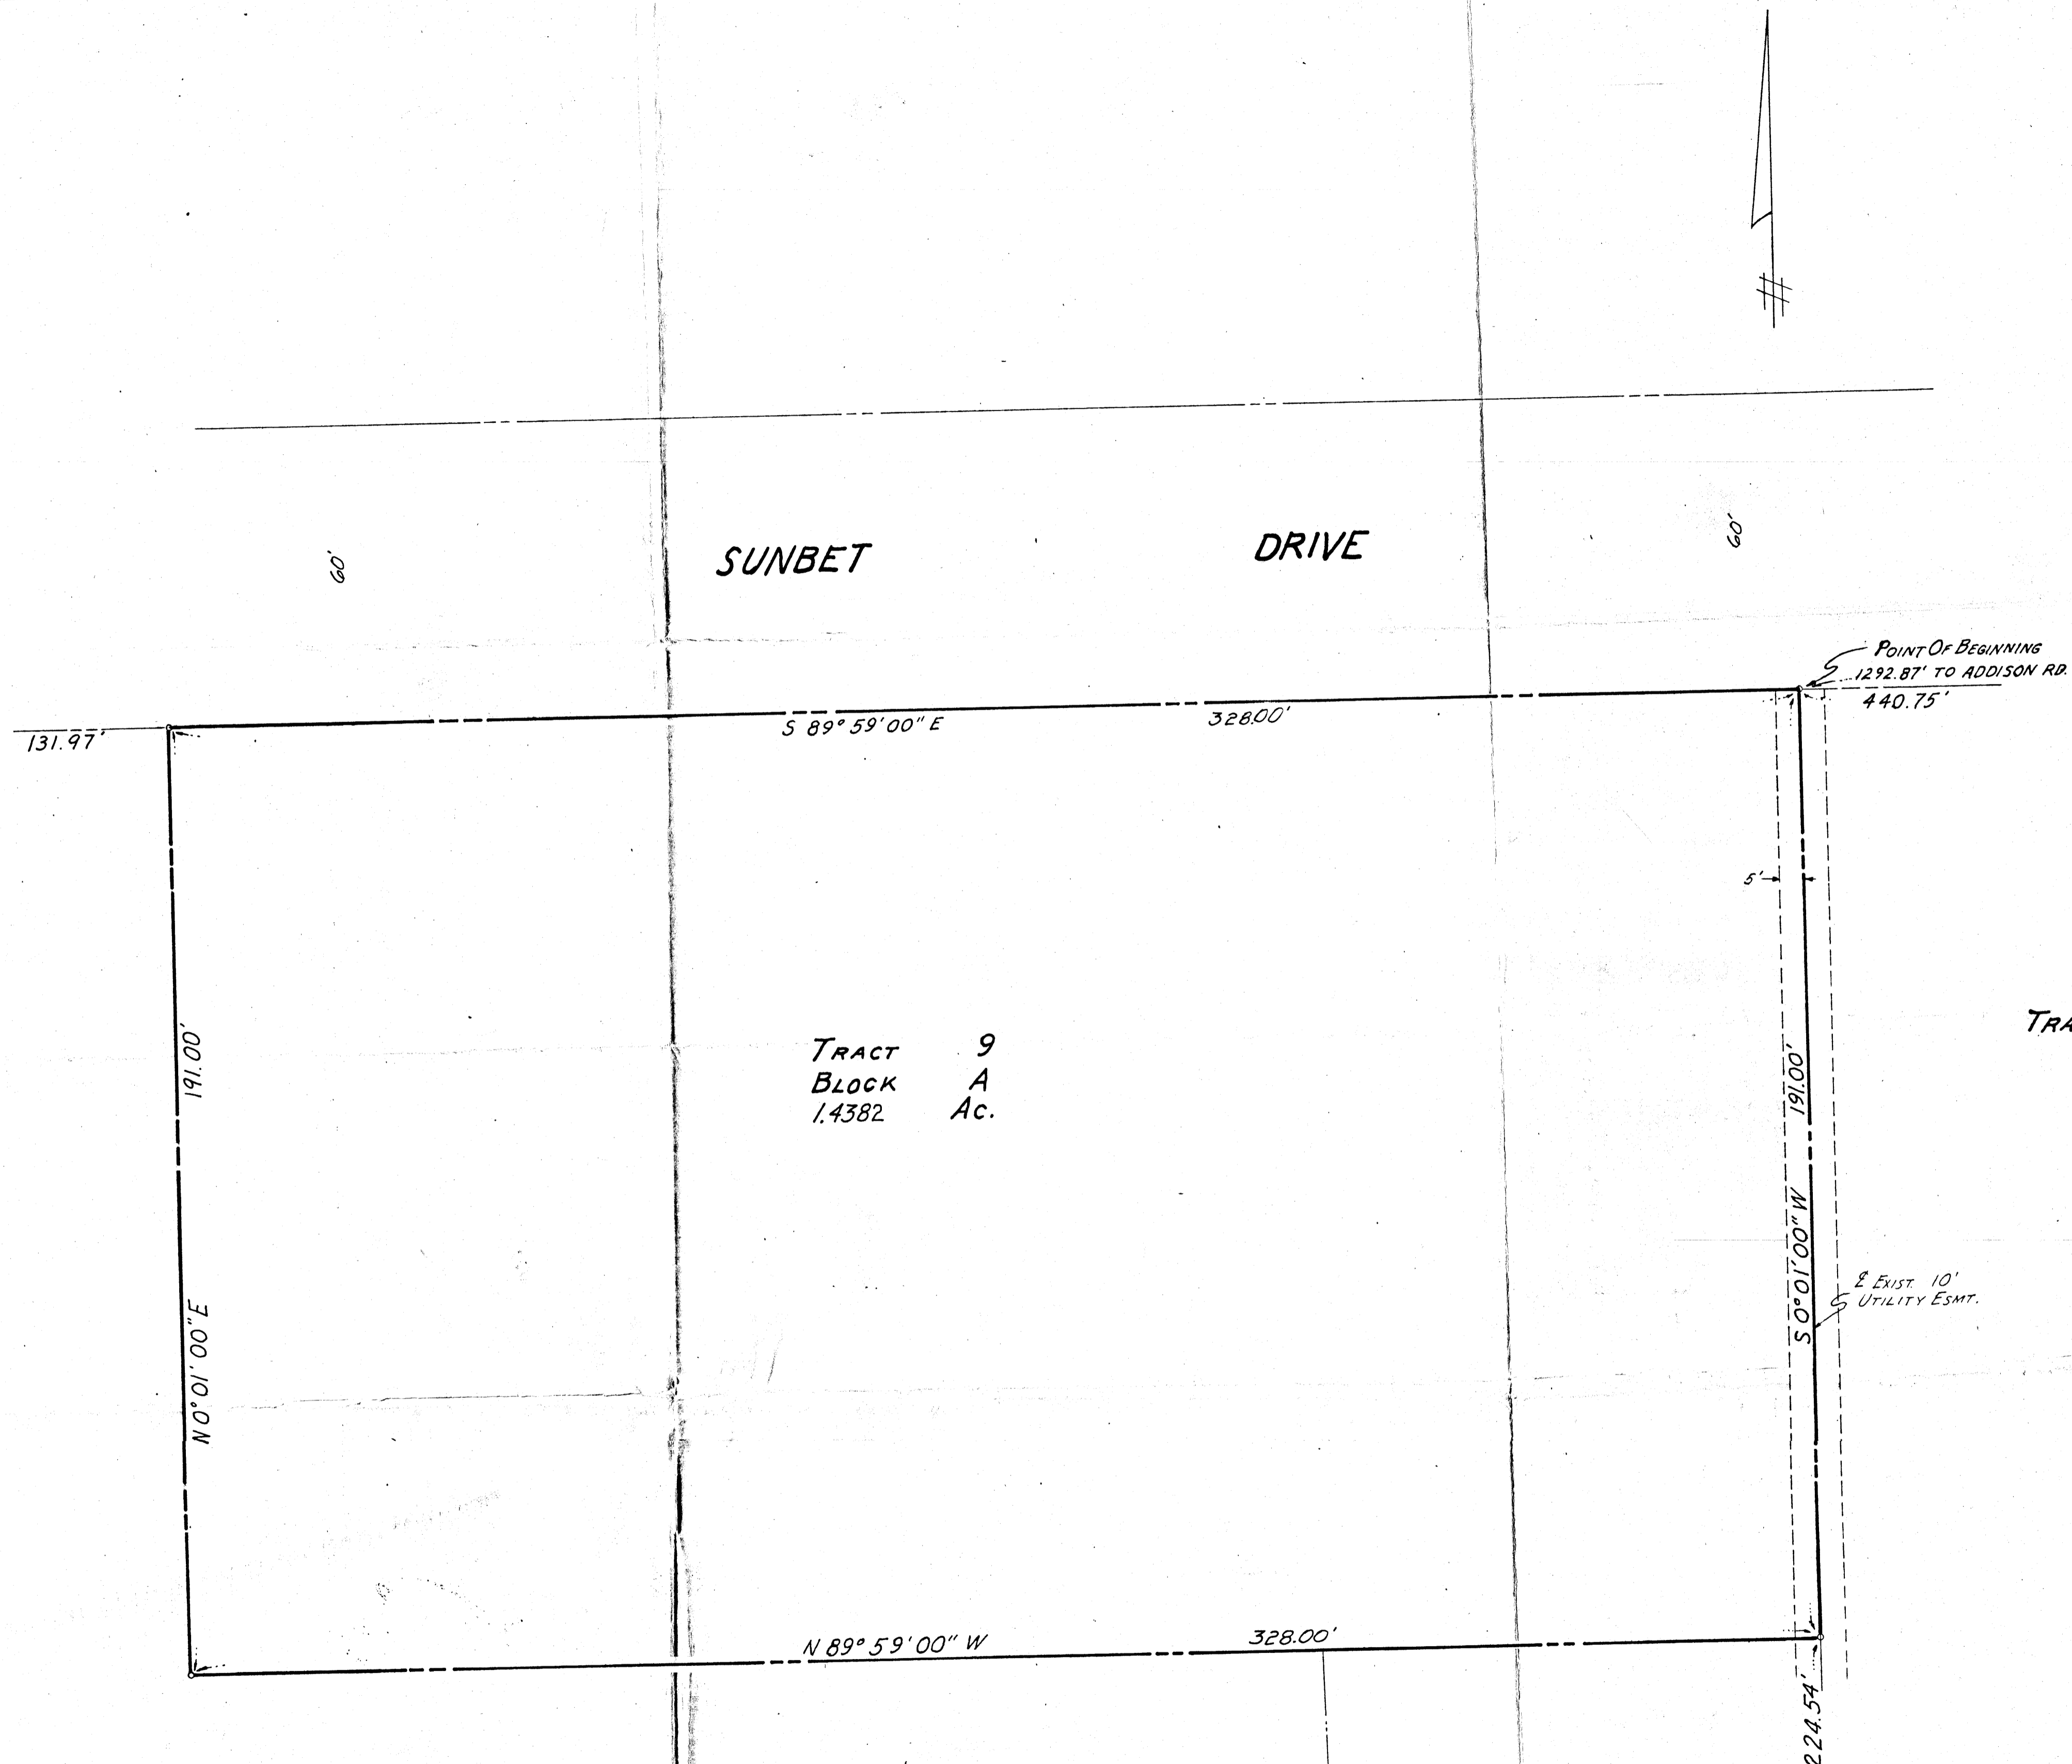 60'
SUNBET DRIVE
60'
POINT OF BEGINNING
1292.87' TO ADDISON RD.
440.75'
131.97'
S 89° 59' 00" E 328.00'
5'
191.00'
N 0° 01' 00" E
TRACT 9
BLOCK A
1.4382 AC.
191.00'
S 0° 01' 00" W
TRA
℄ EXIST. 10'
UTILITY ESMT.
N 89° 59' 00" W 328.00'
224.54'